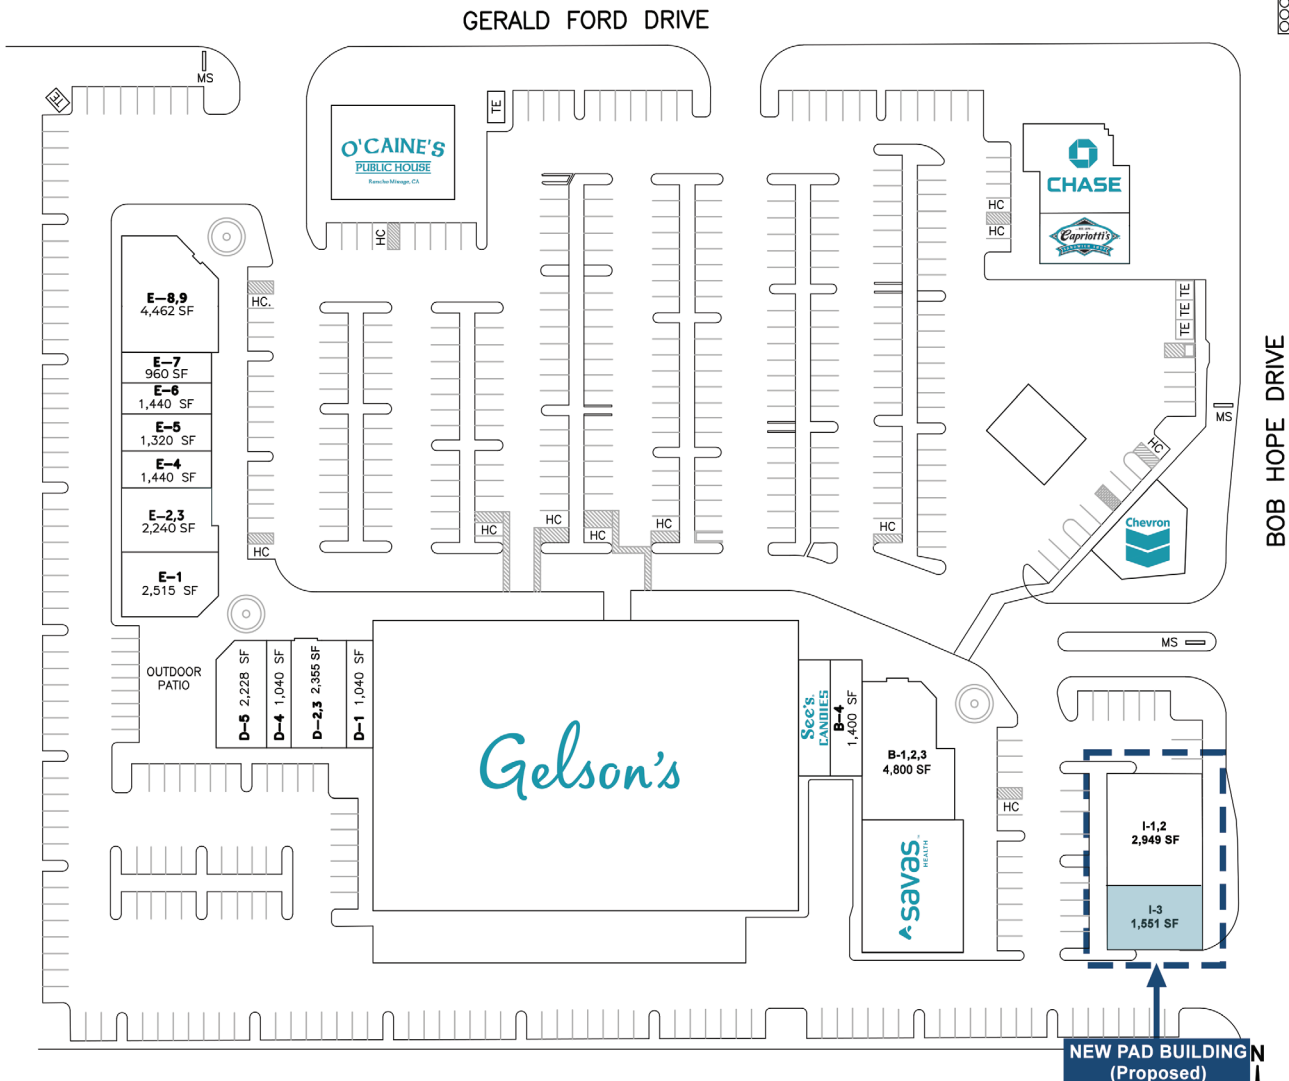 GERALD FORD DRIVE
MS
TE
TE
O'CAINE'S
PUBLIC HOUSE
Rancho Mirage, CA
HC
CHASE
Capriotti's
HC
HC
TE
TE
TE
MS
BOB HOPE DRIVE
E-8,9
4,462 SF
HC.
E-7
960 SF
E-6
1,440 SF
E-5
1,320 SF
E-4
1,440 SF
E-2,3
2,240 SF
E-1
2,515 SF
HC
HC
HC
HC
HC
HC
HC
Chevron
MS
OUTDOOR
PATIO
D-5 2,228 SF
D-4 1,040 SF
D-2,3 2,355 SF
D-1 1,040 SF
Gelson's
See's
CANDIES
B-4
1,400 SF
B-1,2,3
4,800 SF
HC
savas
HEALTH
I-1,2
2,949 SF
I-3
1,551 SF
NEW PAD BUILDING
(Proposed)
N